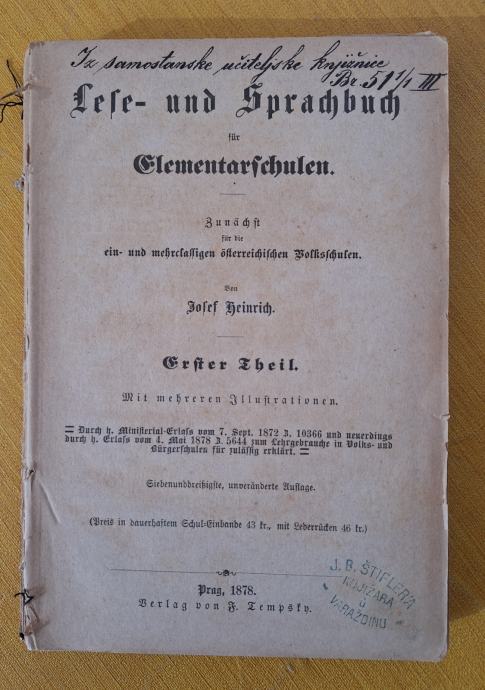 Iz samostanske učiteljske knjižnice
Br. 51 1/1 III
Lese- und Sprachbuch
für
Elementarschulen.
Zunächst
für die
ein- und mehrclassigen österreichischen Volksschulen.
Von
Josef Heinrich.
Erster Theil.
Mit mehreren Illustrationen.
Durch h. Ministerial-Erlass vom 7. Sept. 1872 Z. 10366 und neuerdings
durch h. Erlass vom 4. Mai 1878 Z. 5644 zum Lehrgebrauche in Volks- und
Bürgerschulen für zulässig erklärt.
Siebenunddreißigste, unveränderte Auflage.
(Preis in dauerhaftem Schul-Einbande 43 kr., mit Lederrücken 46 kr.)
Prag, 1878.
Verlag von F. Tempsky.
J. B. ŠTIFLER'A
KNJIŽARA
U
VARAŽDINU